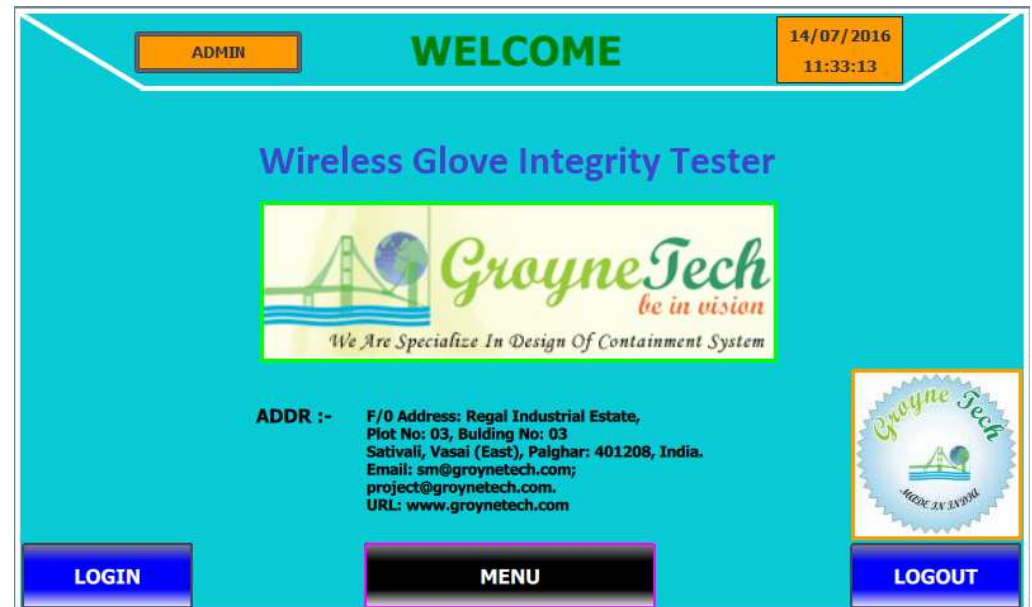 ADMIN
WELCOME
14/07/2016
11:33:13
Wireless Glove Integrity Tester
GroyneTech
be in vision
We Are Specialize In Design Of Containment System
ADDR :-
F/0 Address: Regal Industrial Estate,
Plot No: 03, Bulding No: 03
Sativali, Vasai (East), Palghar: 401208, India.
Email: sm@groynetech.com;
project@groynetech.com.
URL: www.groynetech.com
Groyne Tech
MADE IN INDIA
LOGIN
MENU
LOGOUT